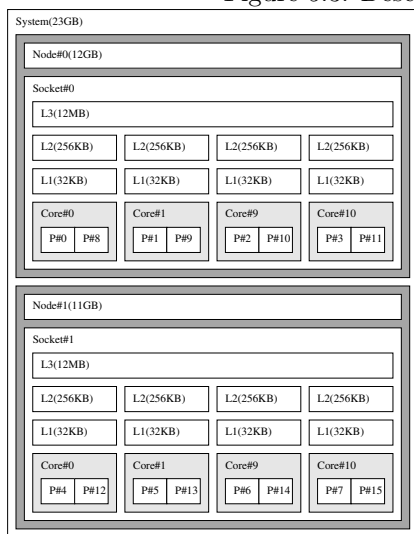 System(23GB)
Node#0(12GB)
Socket#0
L3(12MB)
L2(256KB) L2(256KB) L2(256KB) L2(256KB)
L1(32KB) L1(32KB) L1(32KB) L1(32KB)
Core#0 Core#1 Core#9 Core#10
P#0 P#8 P#1 P#9 P#2 P#10 P#3 P#11
Node#1(11GB)
Socket#1
L3(12MB)
L2(256KB) L2(256KB) L2(256KB) L2(256KB)
L1(32KB) L1(32KB) L1(32KB) L1(32KB)
Core#0 Core#1 Core#9 Core#10
P#4 P#12 P#5 P#13 P#6 P#14 P#7 P#15